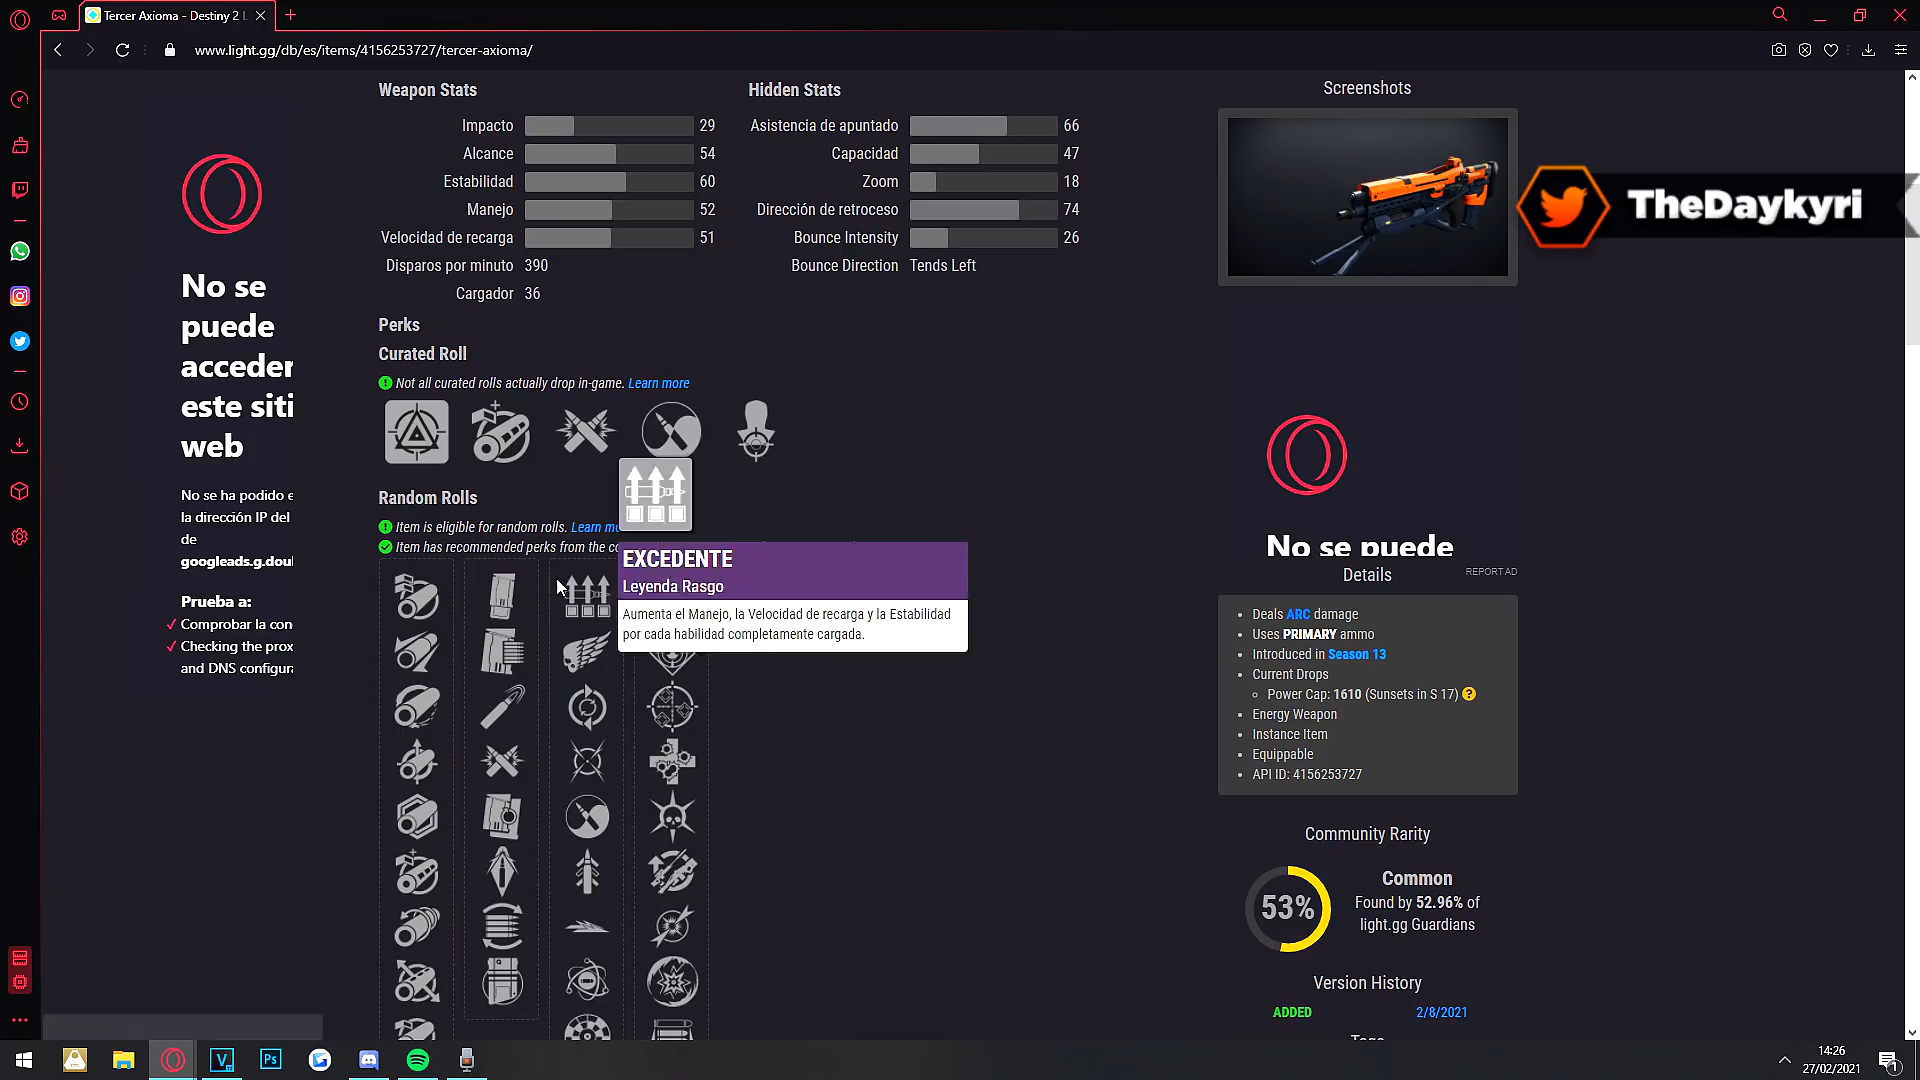 Tercer Axioma - Destiny 2 L
www.light.gg/db/es/items/4156253727/tercer-axioma/
No se
puede
acceder
este siti
web
No se ha podido e
la dirección IP del
de
googleads.g.doul
Prueba a:
Comprobar la con
Checking the prox
and DNS configura
Weapon Stats
Impacto 29
Alcance 54
Estabilidad 60
Manejo 52
Velocidad de recarga 51
Disparos por minuto 390
Cargador 36
Hidden Stats
Asistencia de apuntado 66
Capacidad 47
Zoom 18
Dirección de retroceso 74
Bounce Intensity 26
Bounce Direction Tends Left
Perks
Curated Roll
Not all curated rolls actually drop in-game. Learn more
Random Rolls
Item is eligible for random rolls. Learn mo
Item has recommended perks from the co
EXCEDENTE
Leyenda Rasgo
Aumenta el Manejo, la Velocidad de recarga y la Estabilidad
por cada habilidad completamente cargada.
Screenshots
TheDaykyri
No se puede
Details
REPORT AD
Deals ARC damage
Uses PRIMARY ammo
Introduced in Season 13
Current Drops
Power Cap: 1610 (Sunsets in S 17) ?
Energy Weapon
Instance Item
Equippable
API ID: 4156253727
Community Rarity
53%
Common
Found by 52.96% of
light.gg Guardians
Version History
ADDED 2/8/2021
V
Ps
14:26
27/02/2021
1